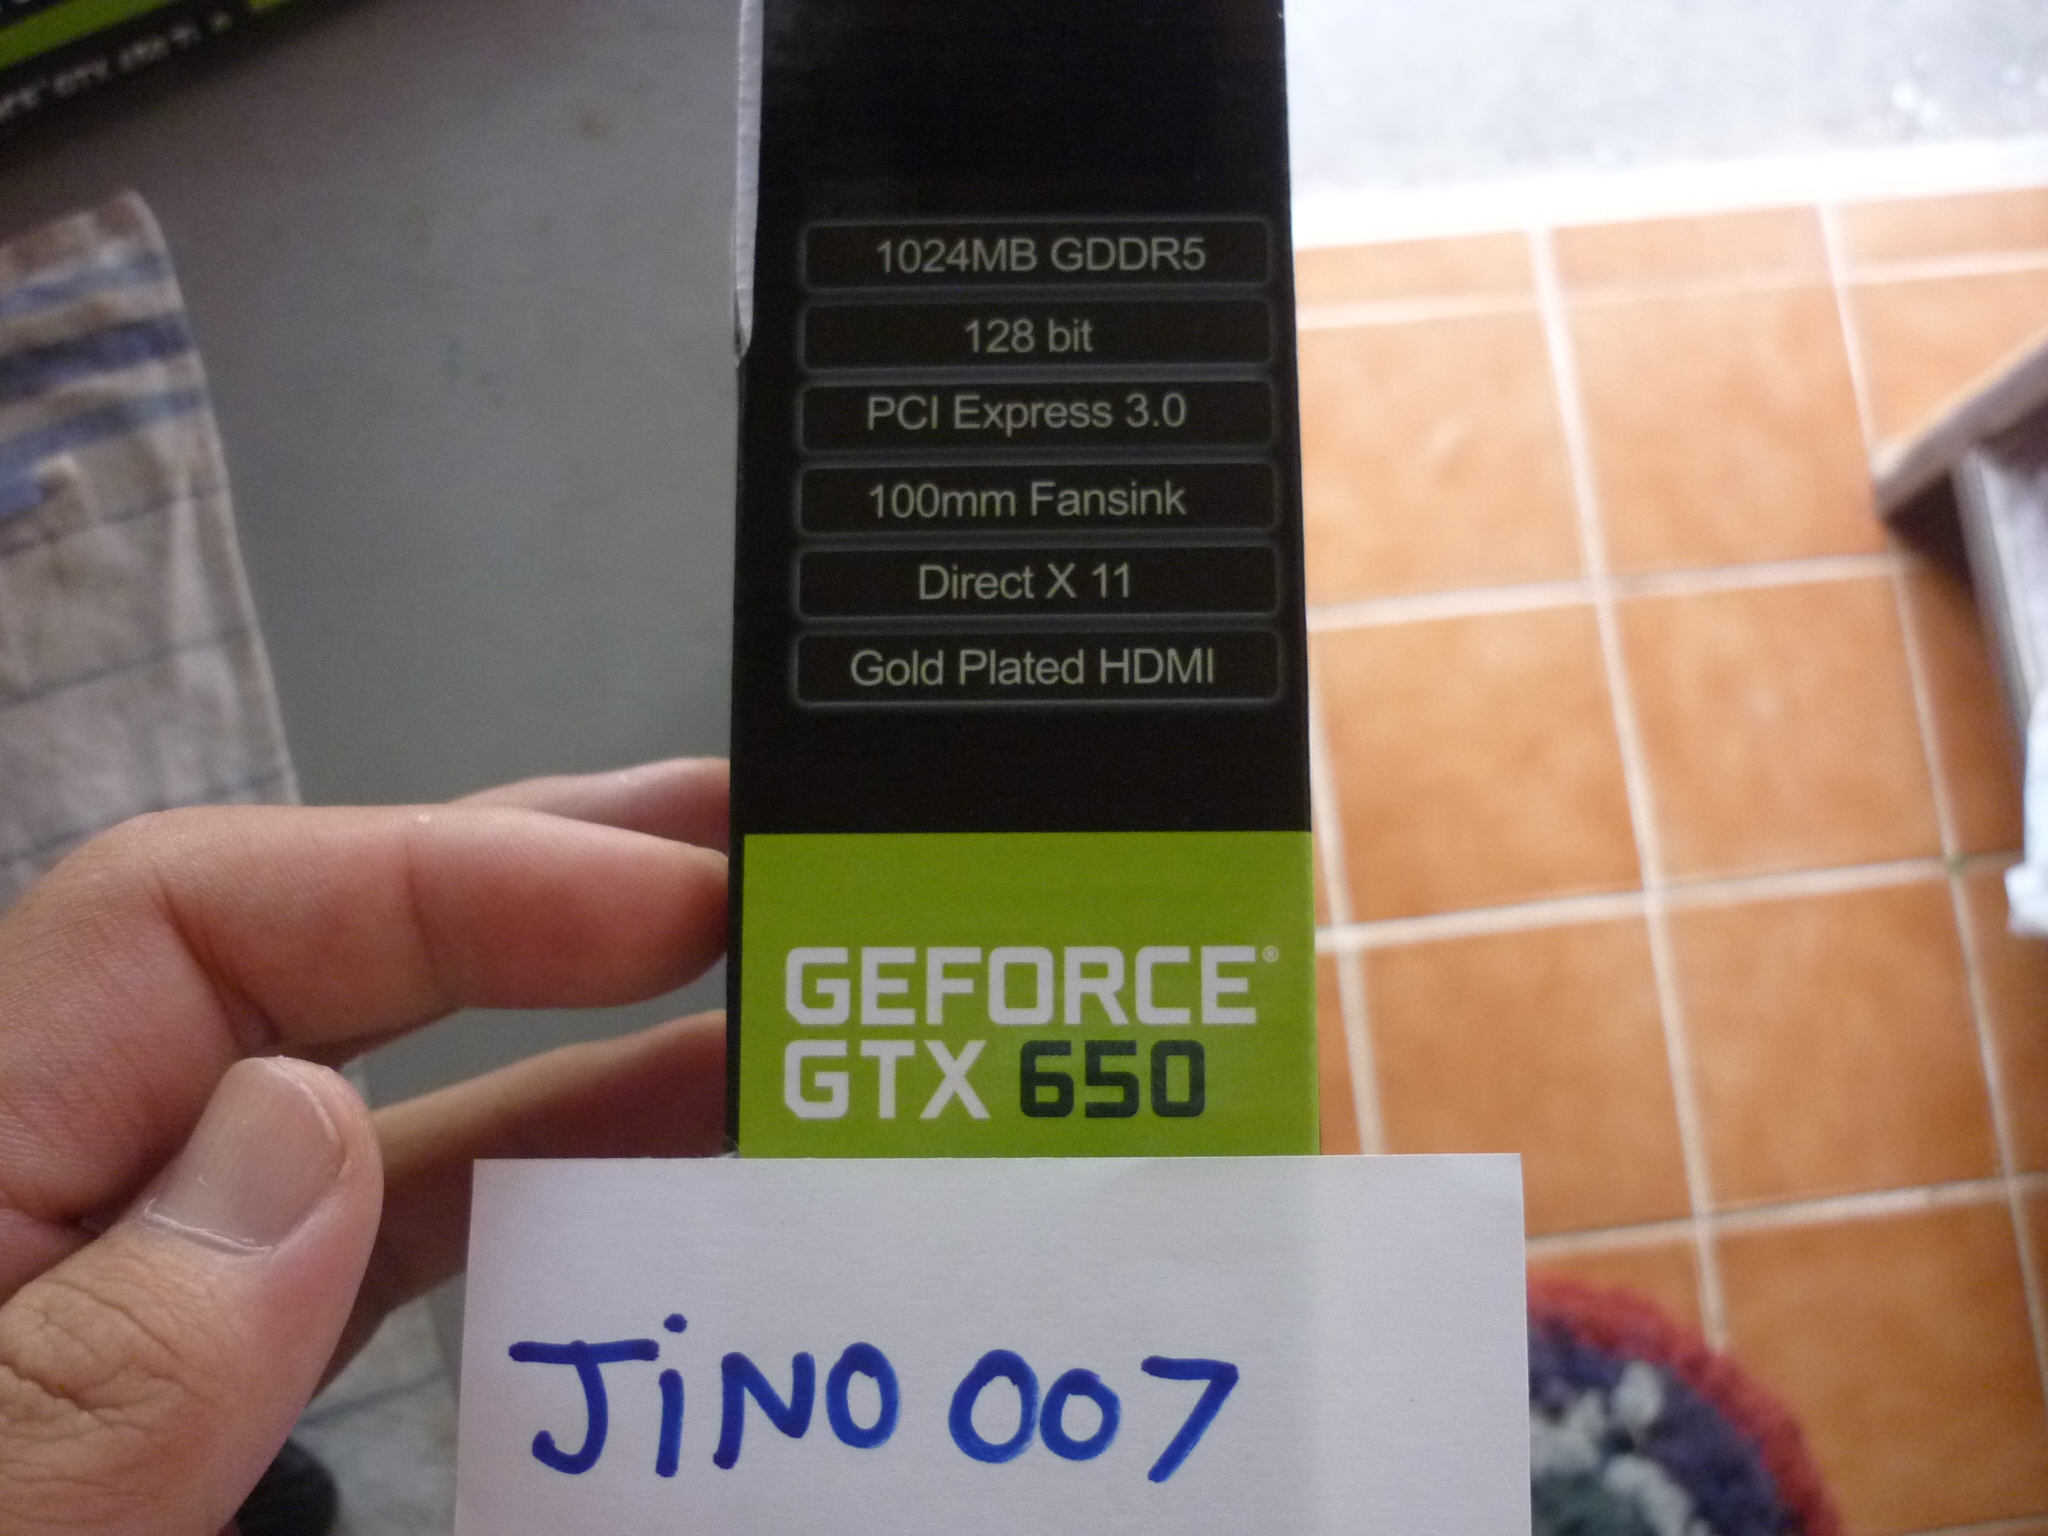 1024MB GDDR5
128 bit
PCI Express 3.0
100mm Fansink
Direct X 11
Gold Plated HDMI
GEFORCE®
GTX 650
JiNO 007